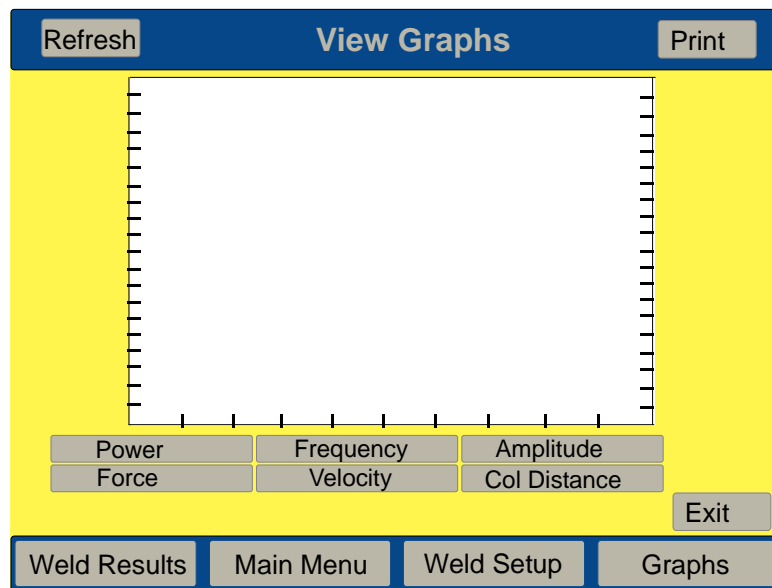 Refresh
View Graphs
Print
Power
Frequency
Amplitude
Force
Velocity
Col Distance
Exit
Weld Results
Main Menu
Weld Setup
Graphs